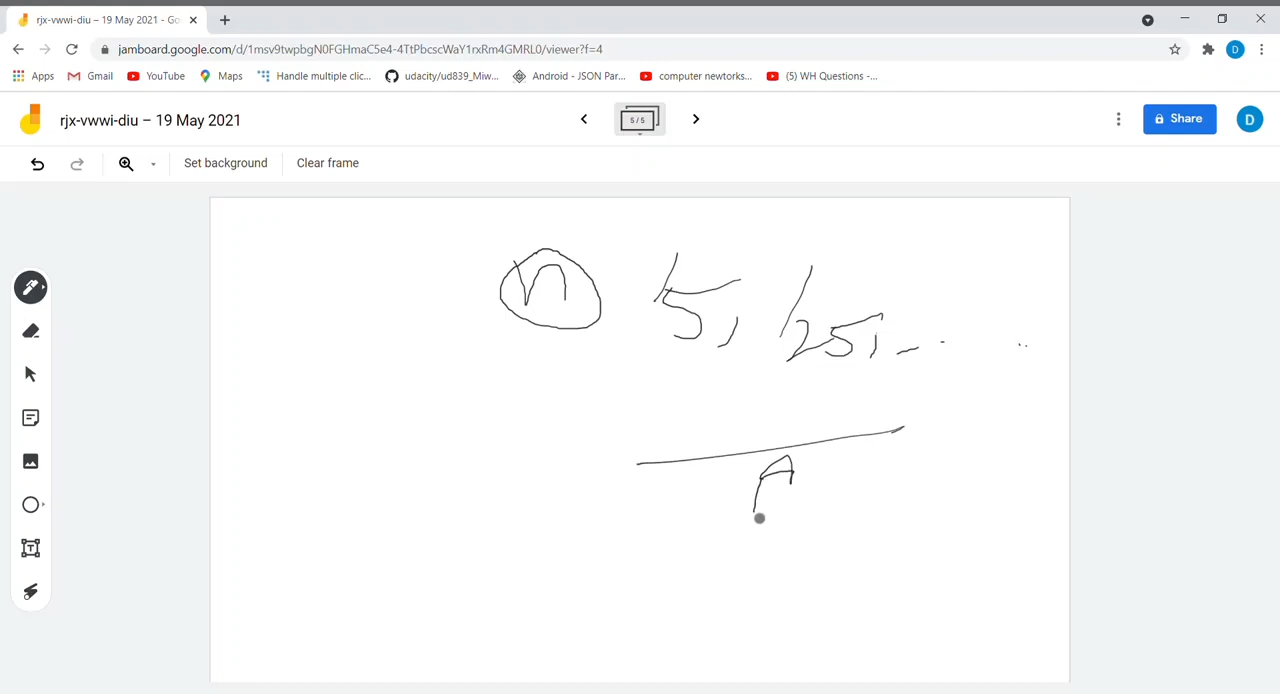 rjx-vwwi-diu – 19 May 2021 - Go
jamboard.google.com/d/1msv9twpbgN0FGHmaC5e4-4TtPbcscWaY1rxRm4GMRL0/viewer?f=4
D
Apps Gmail YouTube Maps Handle multiple clic... udacity/ud839_Miw... Android - JSON Par... computer newtorks... (5) WH Questions -...
rjx-vwwi-diu – 19 May 2021 5/5 Share D
Set background Clear frame
n 5, 25, - . ..
A
T